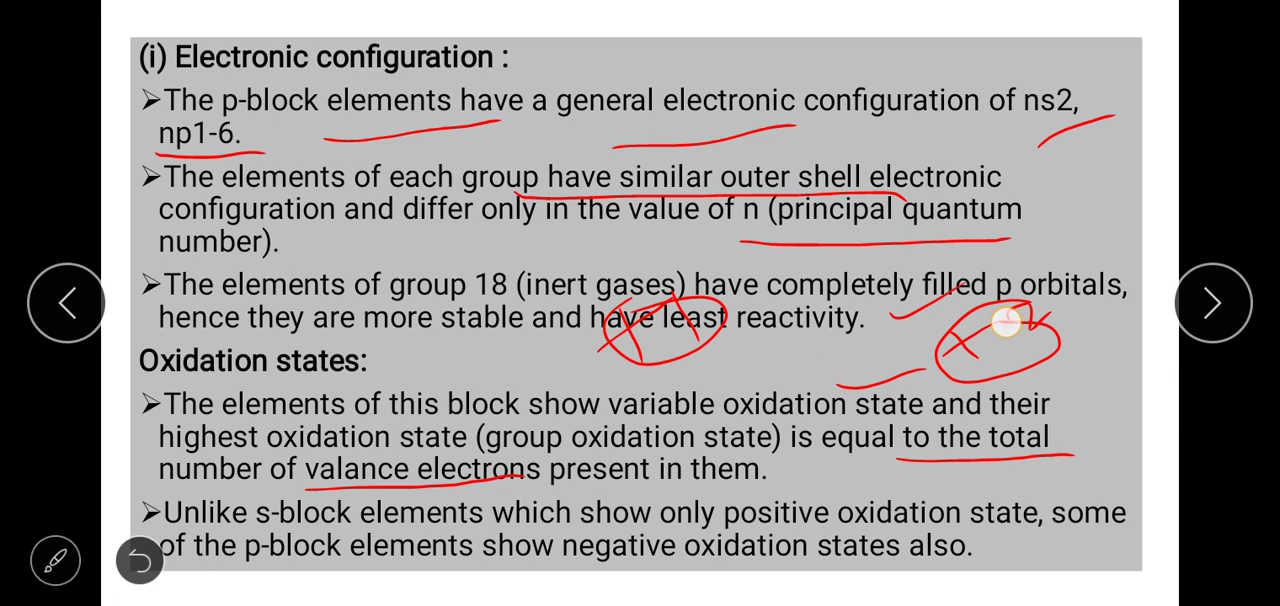 (i) Electronic configuration :
➢The p-block elements have a general electronic configuration of ns2,
np1-6.
➢The elements of each group have similar outer shell electronic
configuration and differ only in the value of n (principal quantum
number).
➢The elements of group 18 (inert gases) have completely filled p orbitals,
hence they are more stable and have least reactivity.
Oxidation states:
➢The elements of this block show variable oxidation state and their
highest oxidation state (group oxidation state) is equal to the total
number of valance electrons present in them.
➢Unlike s-block elements which show only positive oxidation state, some
of the p-block elements show negative oxidation states also.